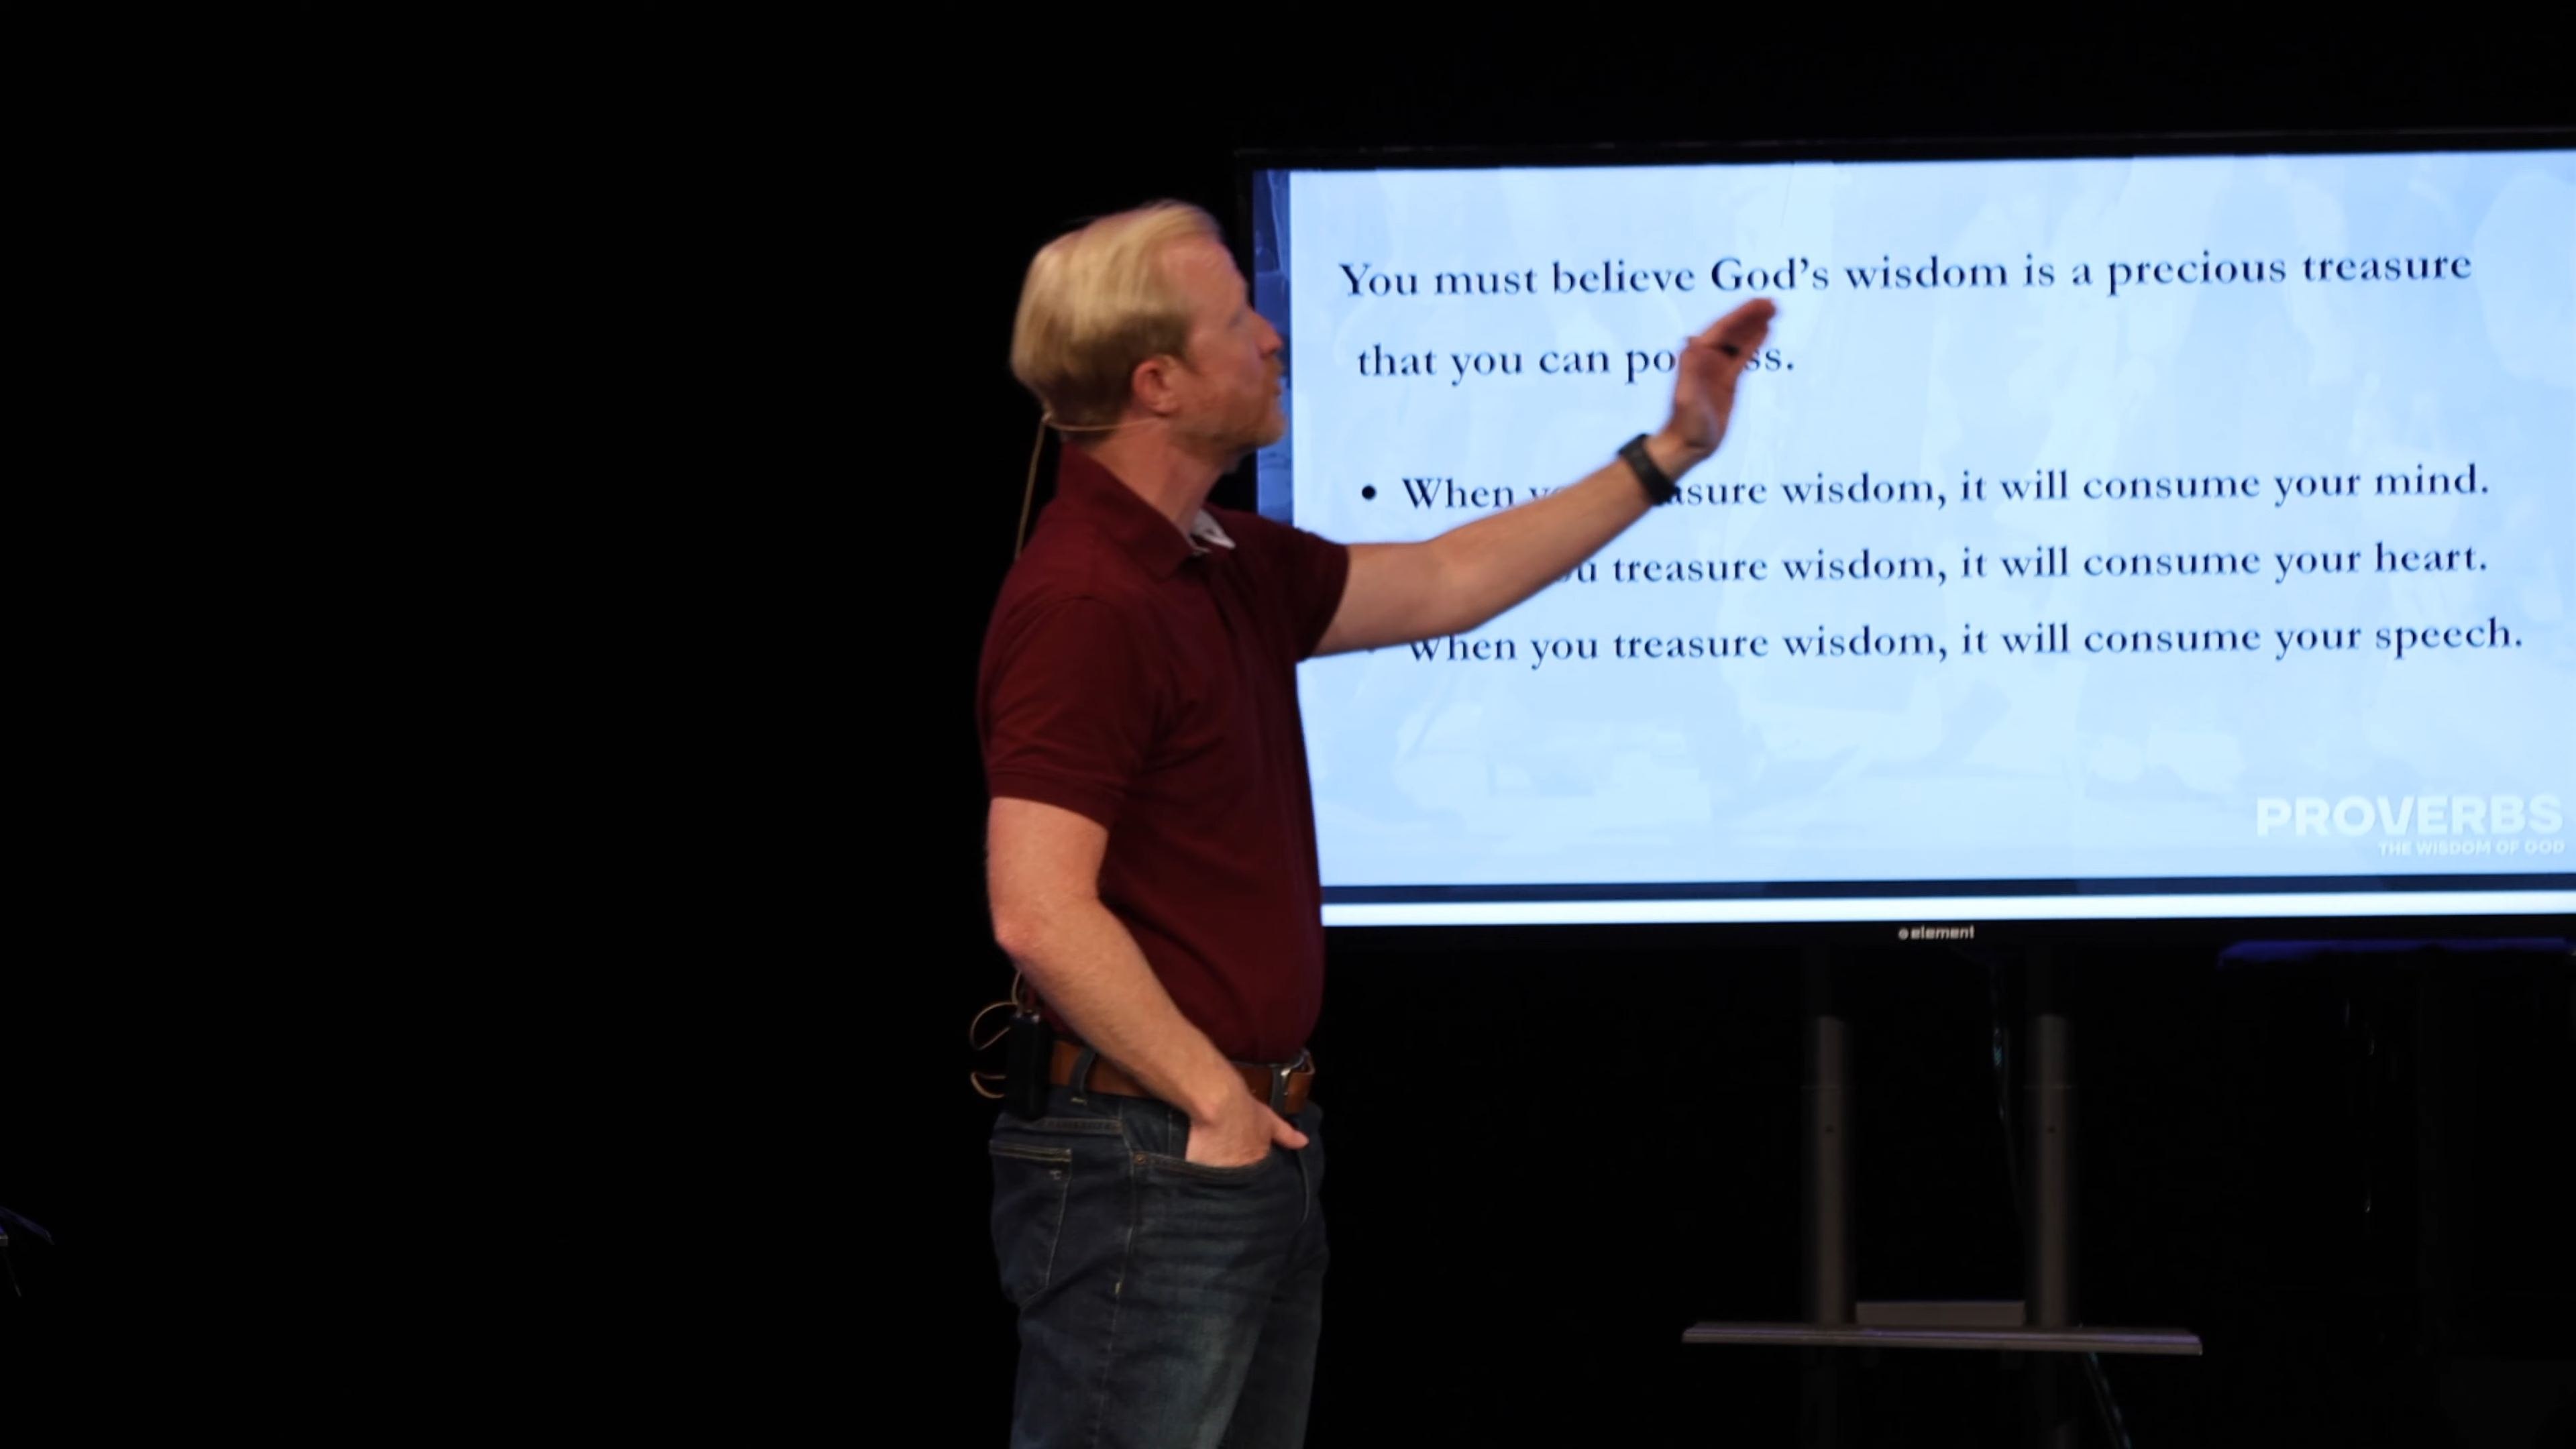 You must believe God's wisdom is a precious treasure
that you can
• When treasure wisdom, it will consume your mind.
treasure wisdom, it will consume your heart.
When you treasure wisdom, it will consume your speech.
PROVERBS
THE WISDOM OF GOD
element